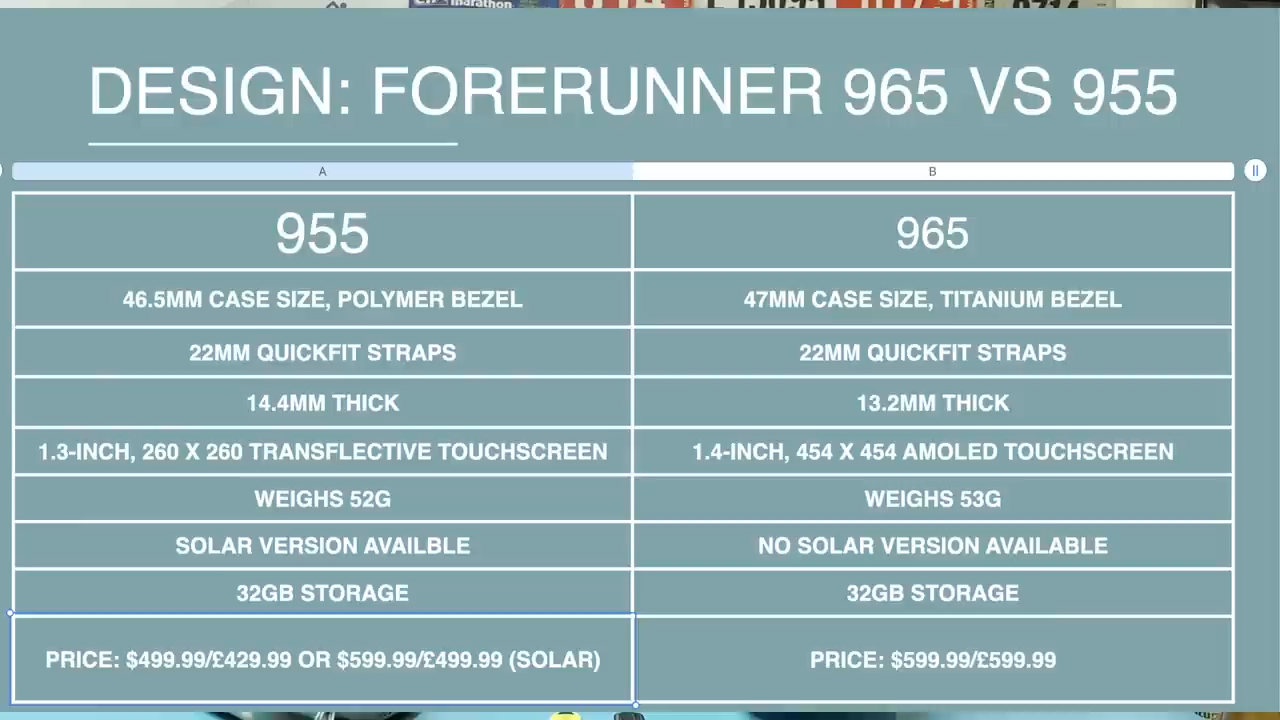 marathon
DESIGN: FORERUNNER 965 VS 955
A
B
955
965
46.5MM CASE SIZE, POLYMER BEZEL
47MM CASE SIZE, TITANIUM BEZEL
22MM QUICKFIT STRAPS
22MM QUICKFIT STRAPS
14.4MM THICK
13.2MM THICK
1.3-INCH, 260 X 260 TRANSFLECTIVE TOUCHSCREEN
1.4-INCH, 454 X 454 AMOLED TOUCHSCREEN
WEIGHS 52G
WEIGHS 53G
SOLAR VERSION AVAILBLE
NO SOLAR VERSION AVAILABLE
32GB STORAGE
32GB STORAGE
PRICE: $499.99/£429.99 OR $599.99/£499.99 (SOLAR)
PRICE: $599.99/£599.99